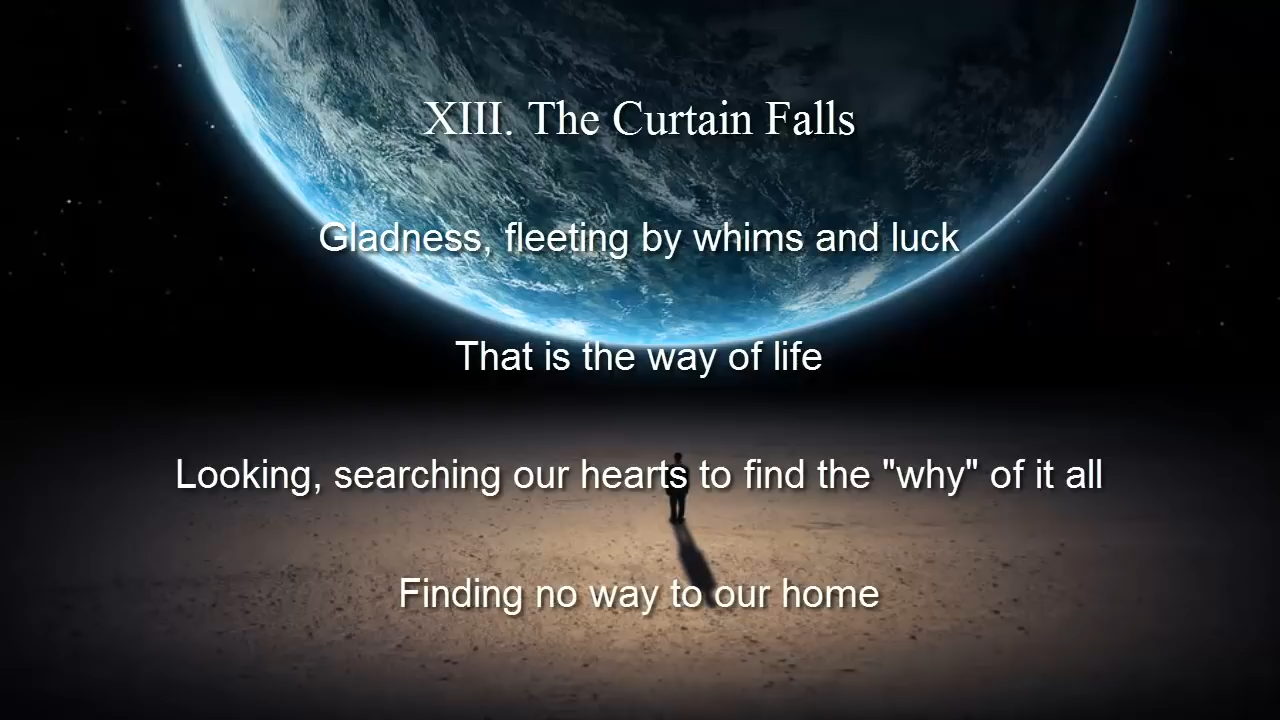 XIII. The Curtain Falls
Gladness, fleeting by whims and luck
That is the way of life
Looking, searching our hearts to find the "why" of it all
Finding no way to our home